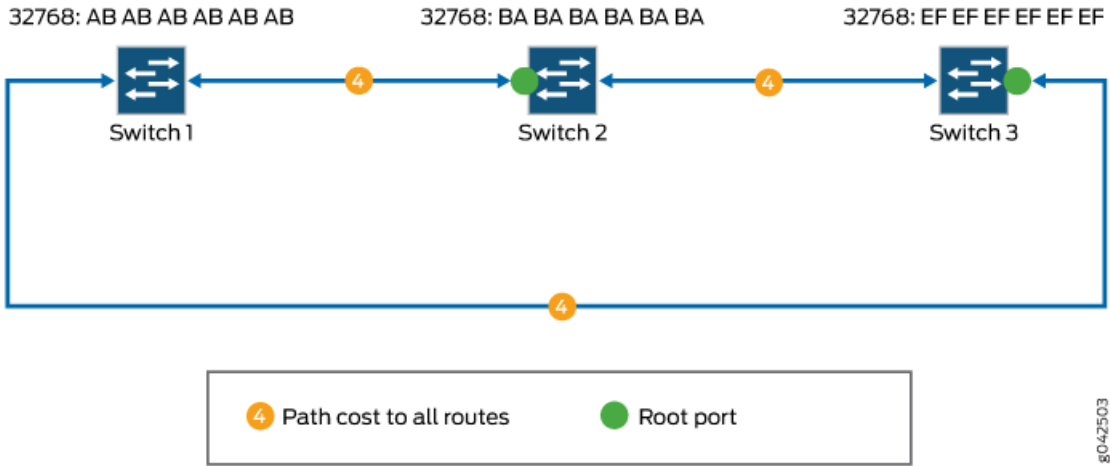 32768: AB AB AB AB AB AB
32768: BA BA BA BA BA BA
32768: EF EF EF EF EF EF
4
4
Switch 1
Switch 2
Switch 3
4
4 Path cost to all routes
Root port
g042503